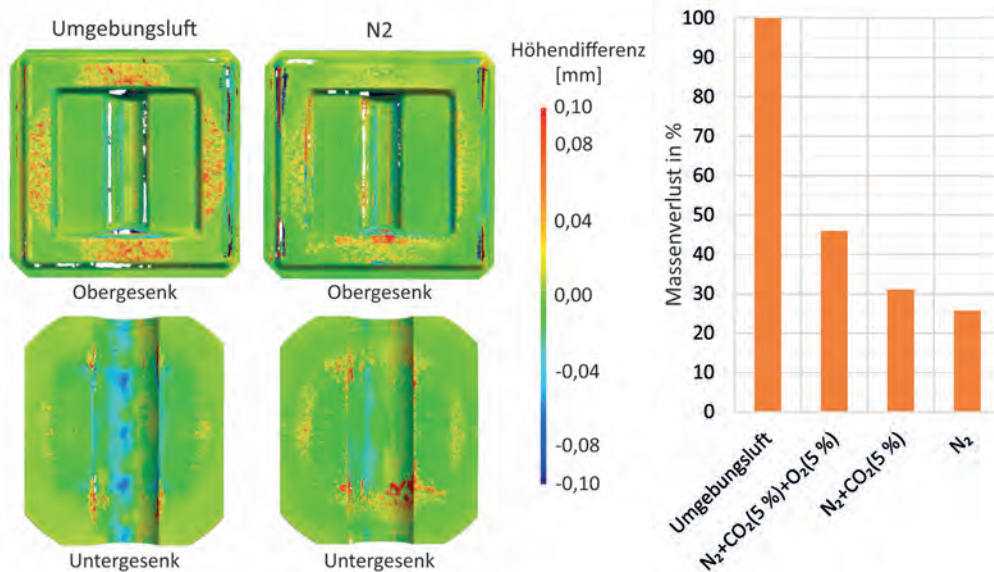 Umgebungsluft
N2
Obergesenk
Obergesenk
Untergesenk
Untergesenk
Höhendifferenz
[mm]
0,10
0,08
0,04
0,00
-0,04
-0,08
-0,10
Massenverlust in %
100
90
80
70
60
50
40
30
20
10
0
Umgebungsluft
N₂+CO₂(5 %)+O₂(5 %)
N₂+CO₂(5 %)
N₂